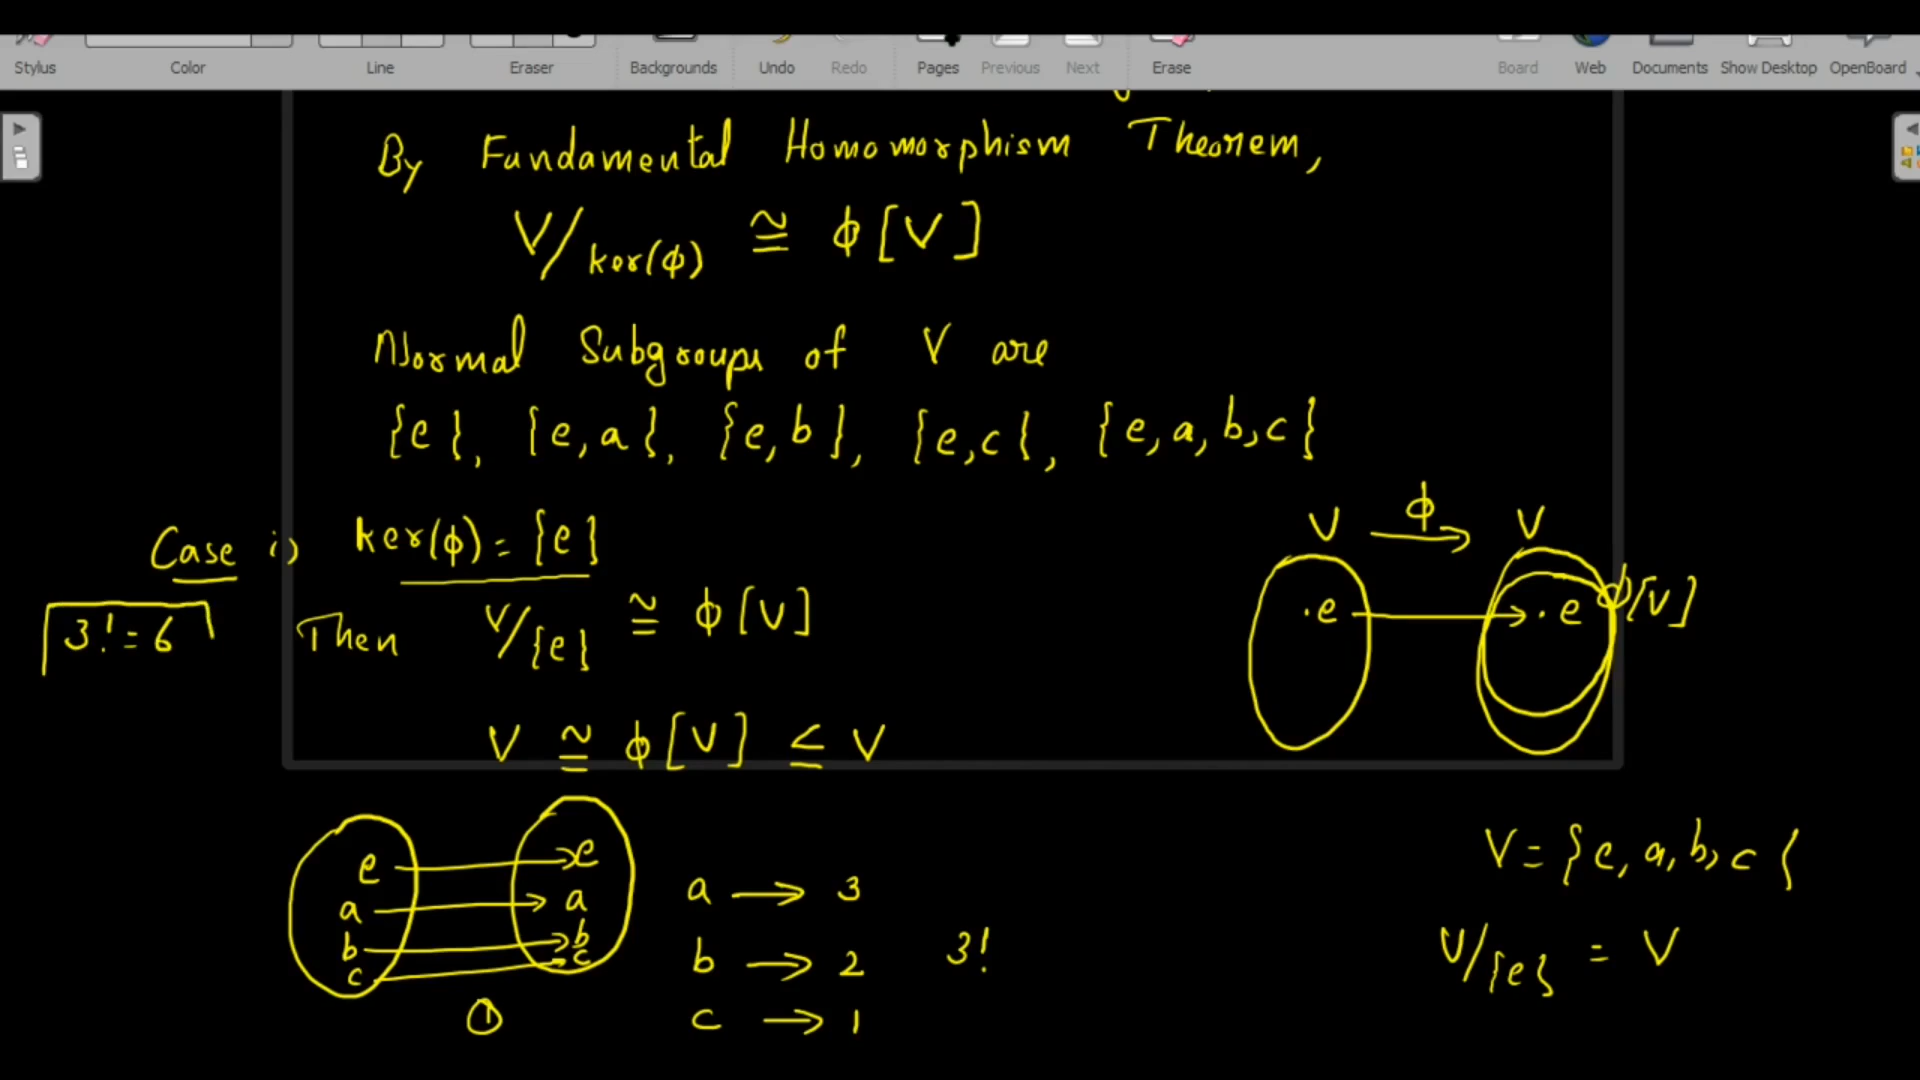 Stylus Color Line Eraser Backgrounds Undo Redo Pages Previous Next Erase Board Web Documents Show Desktop OpenBoard
By Fundamental Homomorphism Theorem,
V/ker(φ) ≅ φ[V]
Normal Subgroups of V are
{e}, {e,a}, {e,b}, {e,c}, {e,a,b,c}
Case i) ker(φ) = {e}
3! = 6
Then V/{e} ≅ φ[V]
V ≅ φ[V] ≤ V
V φ→ V
.e → .e φ[V]
e → e
a → a
b → b
c → c
①
a → 3
b → 2
c → 1
3!
V = {e, a, b, c {
V/{e} = V